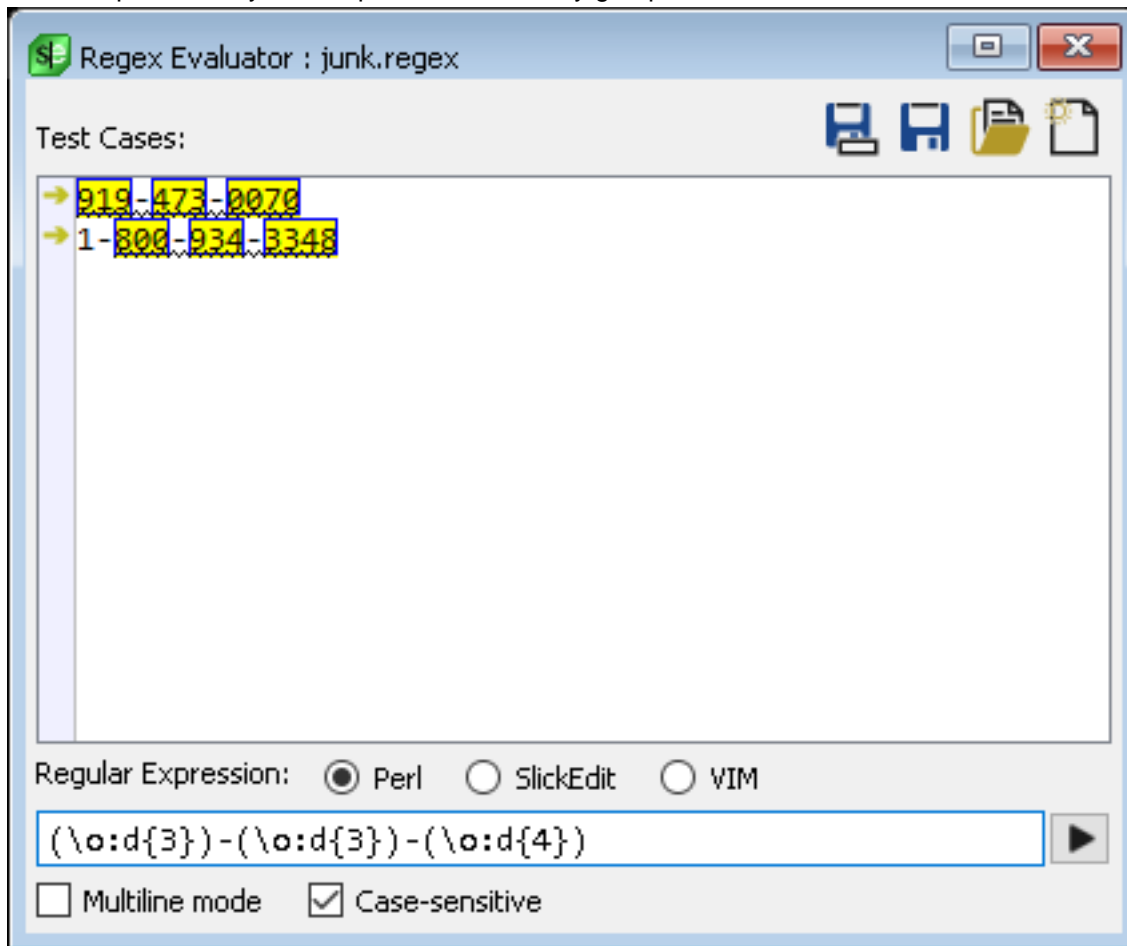 Regex Evaluator : junk.regex
Test Cases:
919-473-0070
1-800-934-3348
Regular Expression: Perl SlickEdit VIM
(\o:d{3})-(\o:d{3})-(\o:d{4})
Multiline mode Case-sensitive